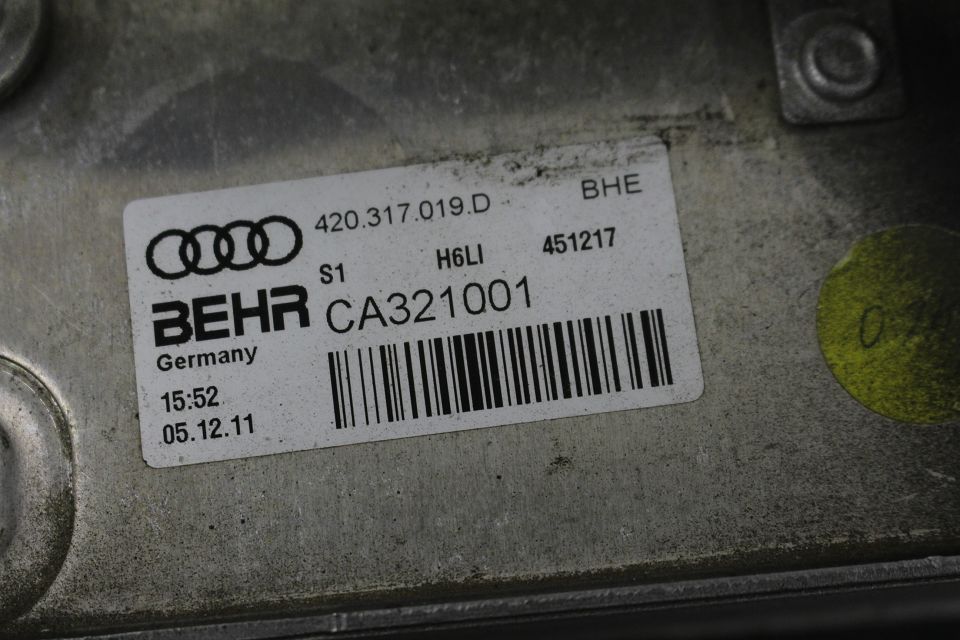 420.317.019.D BHE
S1 H6LI 451217
BEHR CA321001
Germany
15:52
05.12.11